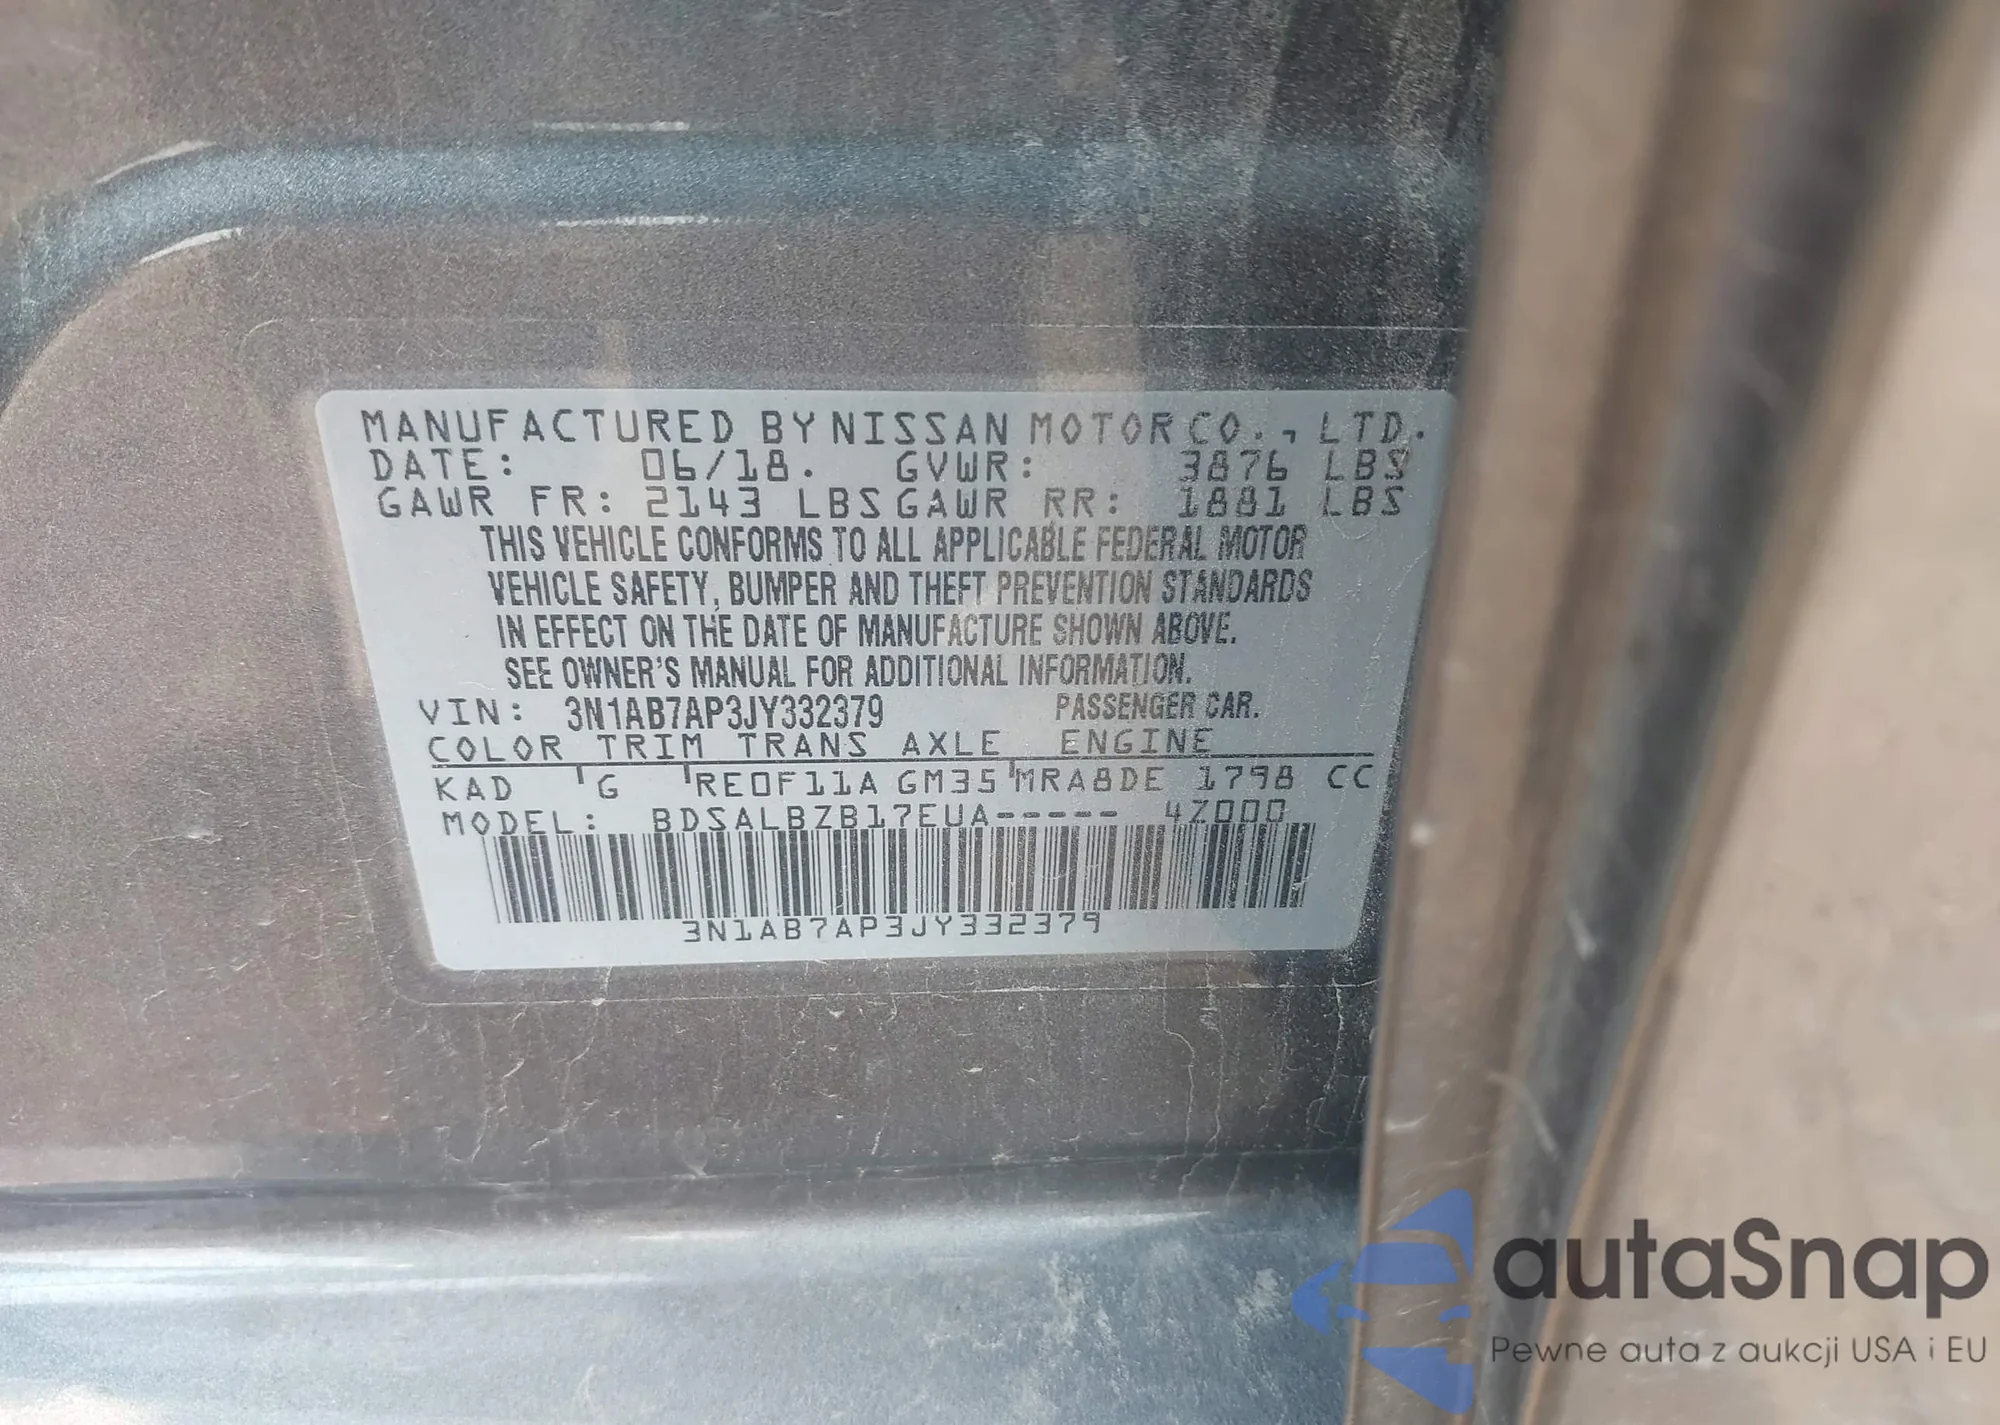 MANUFACTURED BY NISSAN MOTOR CO., LTD.
DATE: 06/18. GVWR: 3876 LBS
GAWR FR: 2143 LBS GAWR RR: 1881 LBS
THIS VEHICLE CONFORMS TO ALL APPLICABLE FEDERAL MOTOR
VEHICLE SAFETY, BUMPER AND THEFT PREVENTION STANDARDS
IN EFFECT ON THE DATE OF MANUFACTURE SHOWN ABOVE.
SEE OWNER'S MANUAL FOR ADDITIONAL INFORMATION.
VIN: 3N1AB7AP3JY332379 PASSENGER CAR.
COLOR TRIM TRANS AXLE ENGINE
KAD G RE0F11A GM35 MRA8DE 1798 CC
MODEL: BDSALBZB17EUA----- 4Z000
3N1AB7AP3JY332379
autaSnap
Pewne auta z aukcji USA i EU